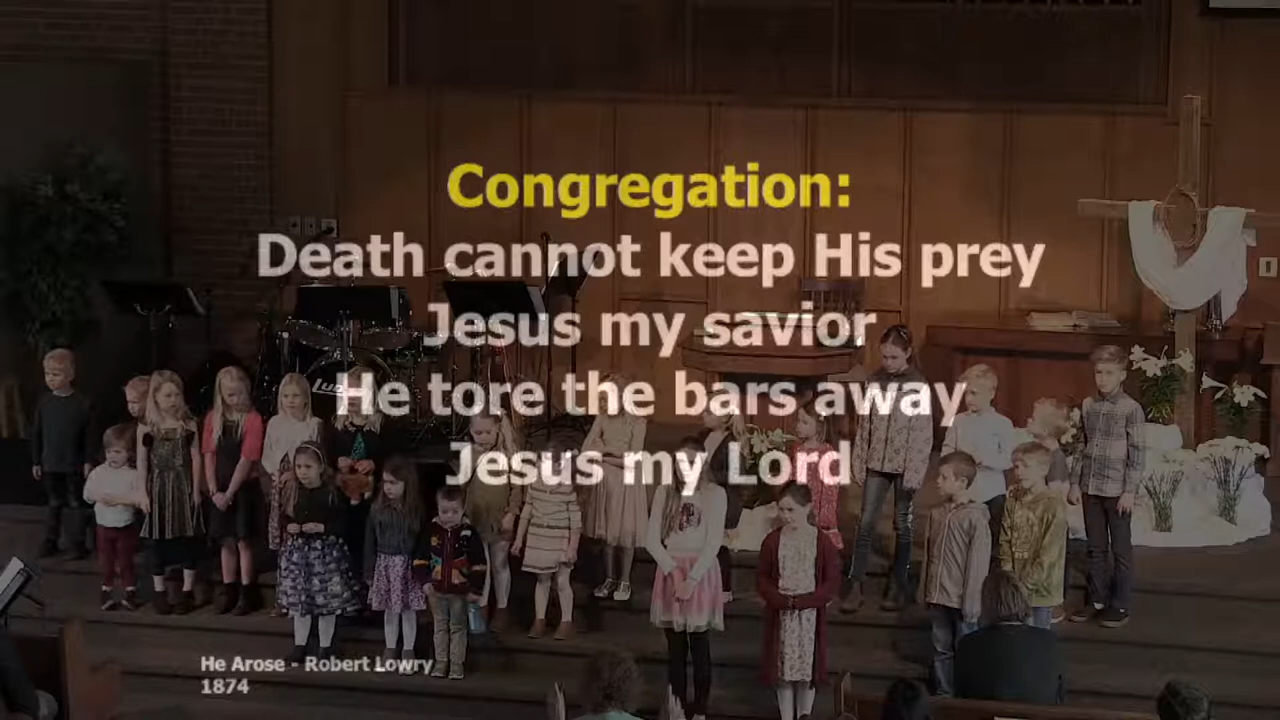 Congregation:
Death cannot keep His prey
Jesus my savior
He tore the bars away
Jesus my Lord
He Arose - Robert Lowry
1874